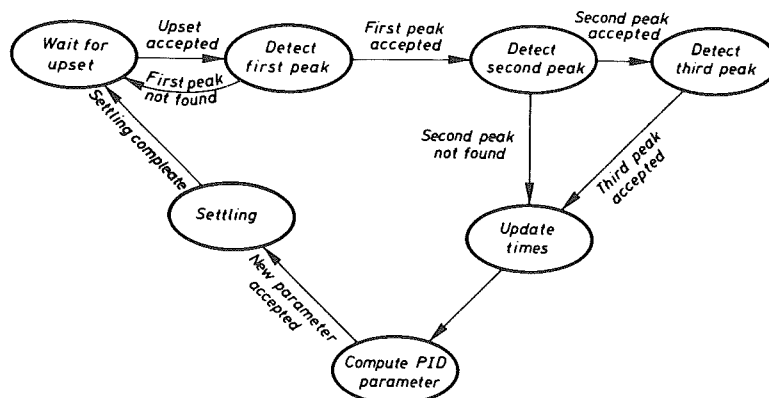 Wait for
upset
Upset
accepted
Detect
first peak
First peak
accepted
Detect
second peak
Second peak
accepted
Detect
third peak
First peak
not found
Settling compleate
Second peak
not found
Third peak
accepted
Settling
Update
times
New parameter
accepted
Compute PID
parameter